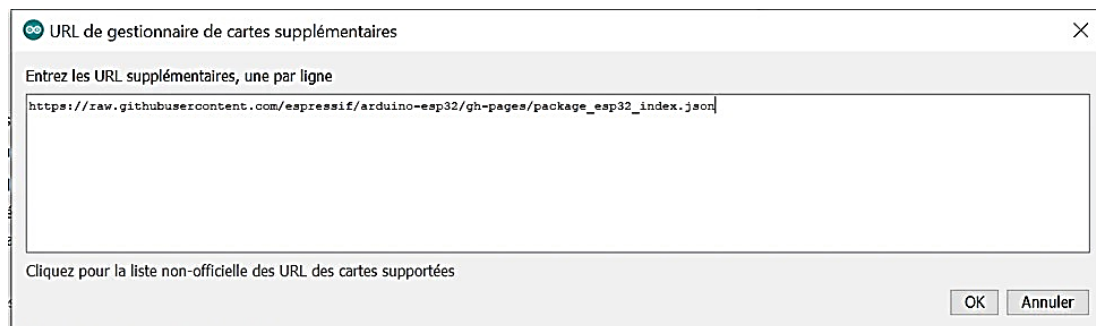 URL de gestionnaire de cartes supplémentaires
Entrez les URL supplémentaires, une par ligne
https://raw.githubusercontent.com/espressif/arduino-esp32/gh-pages/package_esp32_index.json
Cliquez pour la liste non-officielle des URL des cartes supportées
OK Annuler